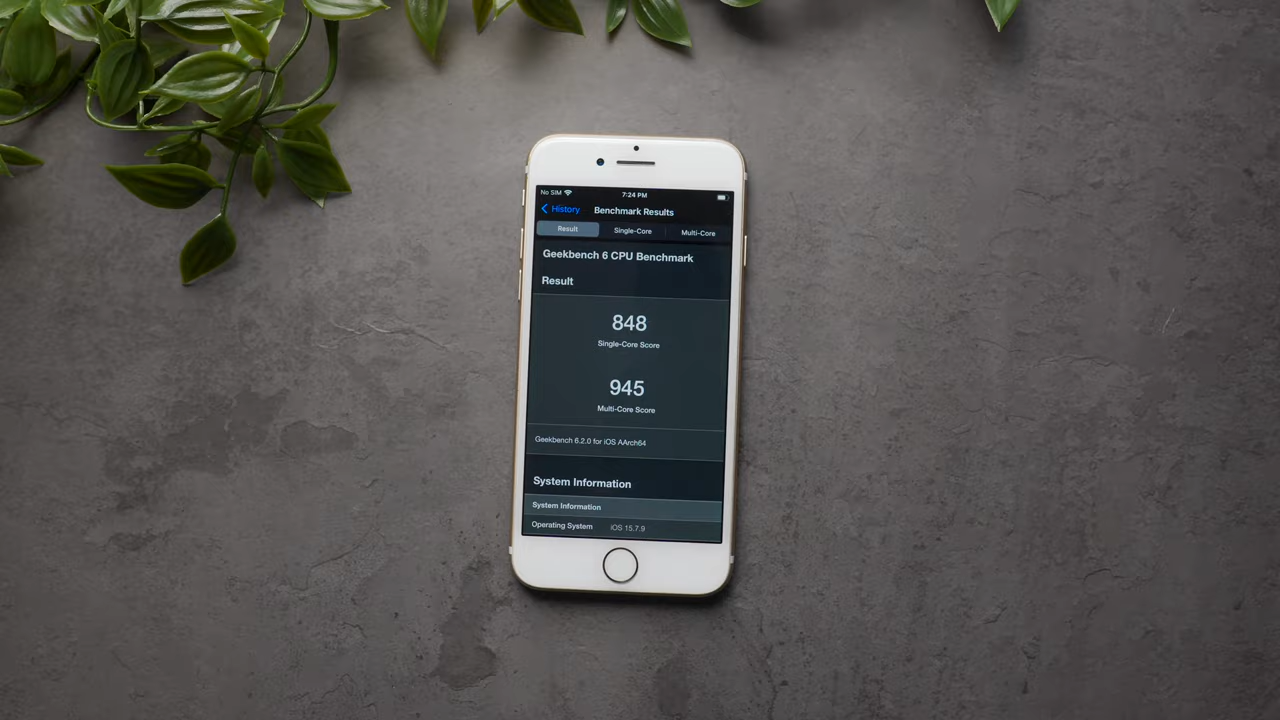 No SIM 7:24 PM
History Benchmark Results
Result Single-Core Multi-Core
Geekbench 6 CPU Benchmark
Result
848
Single-Core Score
945
Multi-Core Score
Geekbench 6.2.0 for iOS AArch64
System Information
System Information
Operating System iOS 15.7.9